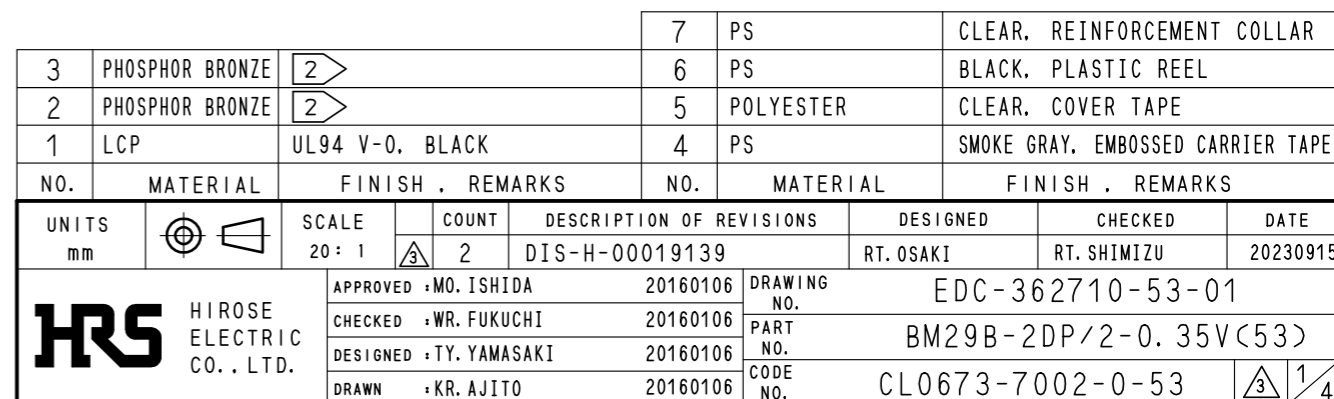 7 PS CLEAR, REINFORCEMENT COLLAR
3 PHOSPHOR BRONZE 2 6 PS BLACK, PLASTIC REEL
2 PHOSPHOR BRONZE 2 5 POLYESTER CLEAR, COVER TAPE
1 LCP UL94 V-0, BLACK 4 PS SMOKE GRAY, EMBOSSED CARRIER TAPE
NO. MATERIAL FINISH , REMARKS NO. MATERIAL FINISH , REMARKS
UNITS SCALE COUNT DESCRIPTION OF REVISIONS DESIGNED CHECKED DATE
mm 20: 1 3 2 DIS-H-00019139 RT. OSAKI RT. SHIMIZU 20230915
HRS HIROSE ELECTRIC CO., LTD.
APPROVED : MO. ISHIDA 20160106 DRAWING NO. EDC-362710-53-01
CHECKED : WR. FUKUCHI 20160106 PART NO. BM29B-2DP/2-0.35V(53)
DESIGNED : TY. YAMASAKI 20160106
DRAWN : KR. AJITO 20160106 CODE NO. CL0673-7002-0-53 3 1/4